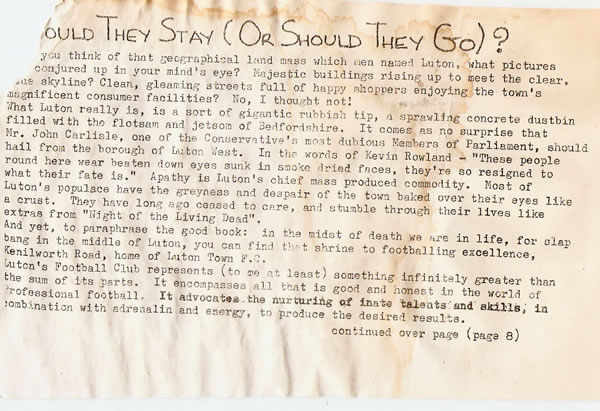 OULD THEY STAY (OR SHOULD THEY GO)?
you think of that geographical land mass which men named Luton, what pictures
conjured up in your mind's eye? Majestic buildings rising up to meet the clear,
skyline? Clean, gleaming streets full of happy shoppers enjoying the town's
magnificent consumer facilities? No, I thought not!
What Luton really is, is a sort of gigantic rubbish tip, a sprawling concrete dustbin
filled with the flotsam and jetsom of Bedfordshire. It comes as no surprise that
Mr. John Carlisle, one of the Conservative's most dubious Members of Parliament, should
hail from the borough of Luton West. In the words of Kevin Rowland - "These people
round here wear beaten down eyes sunk in smoke dried faces, they're so resigned to
what their fate is." Apathy is Luton's chief mass produced commodity. Most of
Luton's populace have the greyness and despair of the town baked over their eyes like
a crust. They have long ago ceased to care, and stumble through their lives like
extras from "Night of the Living Dead".
And yet, to paraphrase the good book: in the midst of death we are in life, for slap
bang in the middle of Luton, you can find that shrine to footballing excellence,
Kenilworth Road, home of Luton Town F.C.
Luton's Football Club represents (to me at least) something infinitely greater than
the sum of its parts. It encompasses all that is good and honest in the world of
rofessional football. It advocates the nurturing of inate talents and skills, in
ombination with adrenalin and energy, to produce the desired results.
continued over page (page 8)